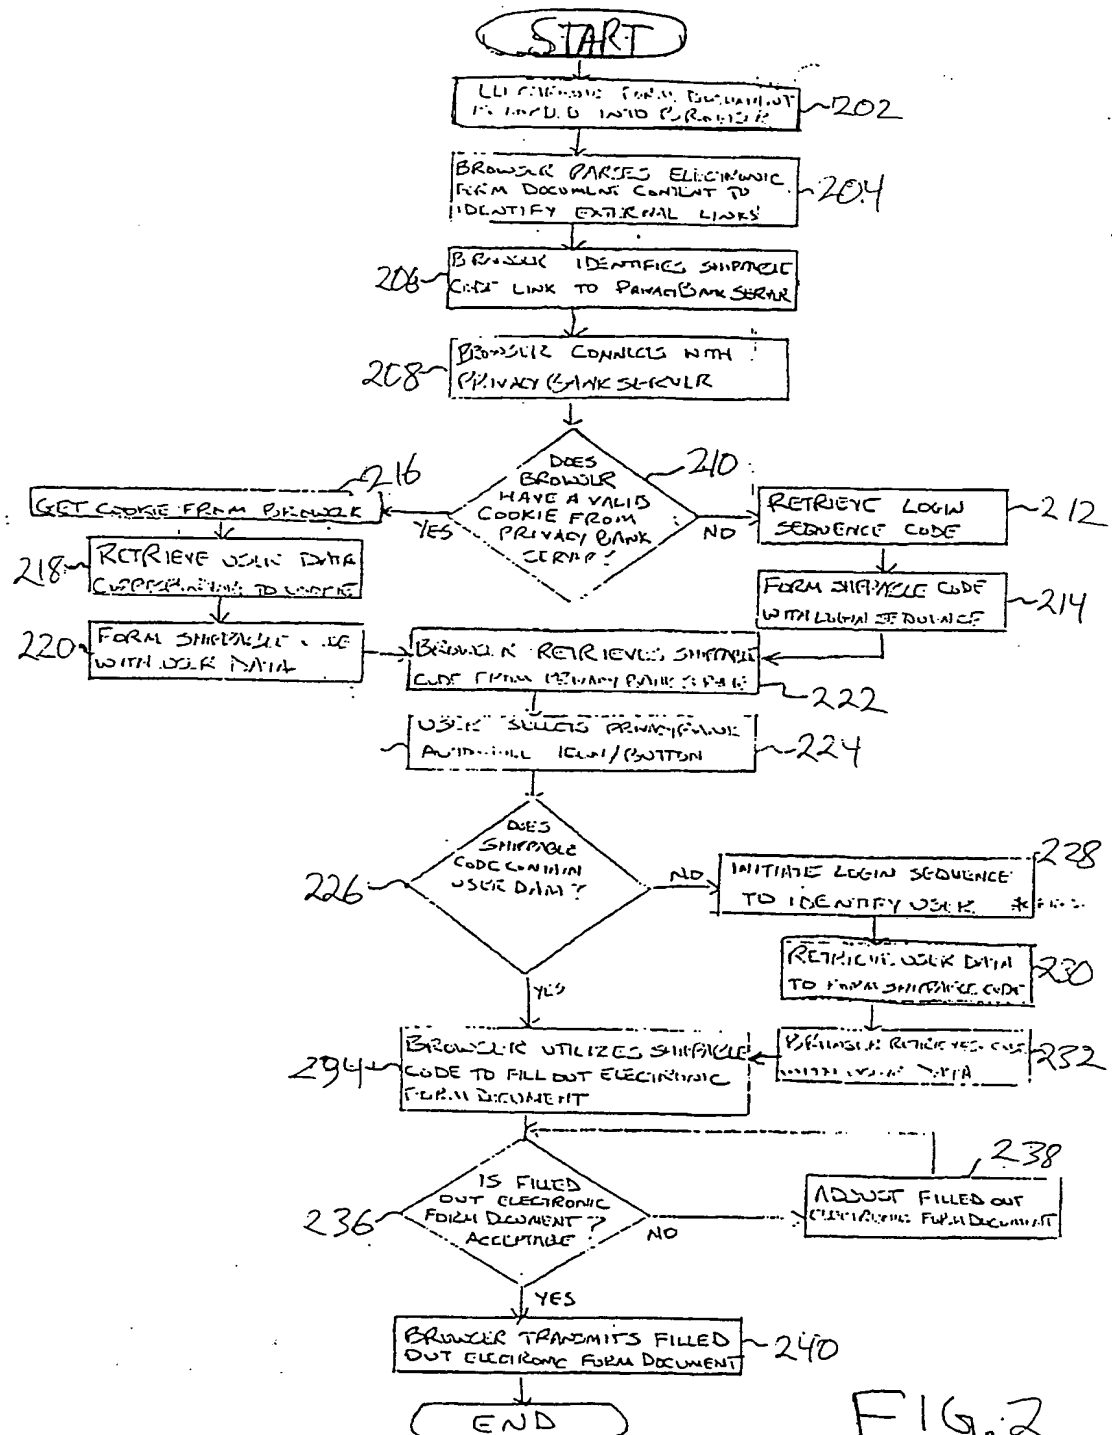 START
ELECTRONIC FORM DOCUMENT
IS LOADED INTO BROWSER
202
BROWSER PARSES ELECTRONIC
FORM DOCUMENT CONTENT TO
IDENTIFY EXTERNAL LINKS
204
206
BROWSER IDENTIFIES SHIPPABLE
CODE LINK TO PRIVACYBANK SERVER
208
BROWSER CONNECTS WITH
PRIVACY BANK SERVER
DOES
BROWSER
HAVE A VALID
COOKIE FROM
PRIVACY BANK
SERVER?
210
YES
NO
216
GET COOKIE FROM BROWSER
RETRIEVE LOGIN
SEQUENCE CODE
212
218
RETRIEVE USER DATA
CORRESPONDING TO COOKIE
FORM SHIPPABLE CODE
WITH LOGIN SEQUENCE
214
220
FORM SHIPPABLE CODE
WITH USER DATA
BROWSER RETRIEVES SHIPPABLE
CODE FROM PRIVACY BANK SERVER
222
USER SELECTS PRIVACYBANK
AUTO-FILL ICON/BUTTON
224
DOES
SHIPPABLE
CODE CONTAIN
USER DATA?
226
NO
YES
228
INITIATE LOGIN SEQUENCE
TO IDENTIFY USER
RETRIEVE USER DATA
TO FORM SHIPPABLE CODE
230
BROWSER RETRIEVES CODE
WITH USER DATA
232
294
BROWSER UTILIZES SHIPPABLE
CODE TO FILL OUT ELECTRONIC
FORM DOCUMENT
IS FILLED
OUT ELECTRONIC
FORM DOCUMENT?
ACCEPTABLE
236
NO
238
ADJUST FILLED OUT
ELECTRONIC FORM DOCUMENT
YES
BROWSER TRANSMITS FILLED
OUT ELECTRONIC FORM DOCUMENT
240
END
FIG. 2